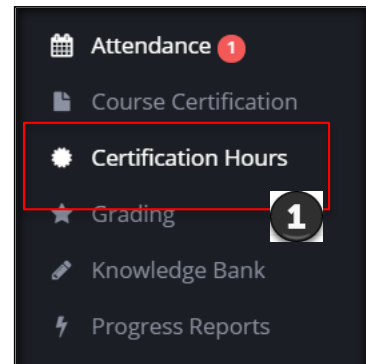 Attendance 1
Course Certification
Certification Hours
Grading
1
Knowledge Bank
Progress Reports